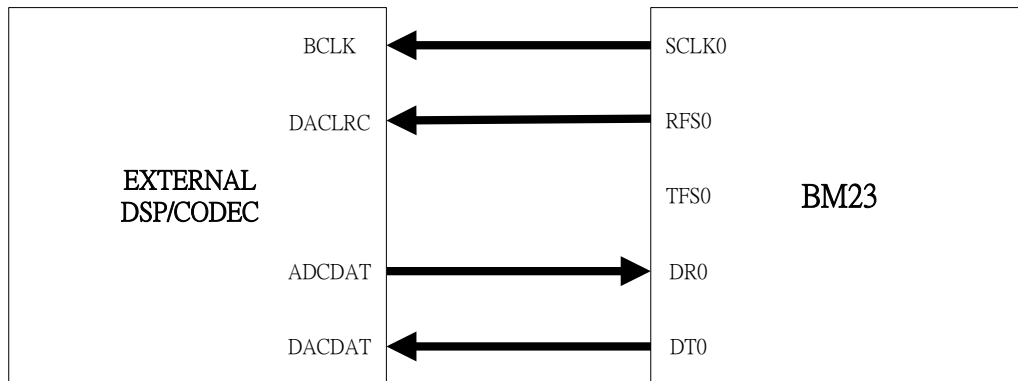 BCLK
SCLK0
DACLRC
RFS0
EXTERNAL
DSP/CODEC
TFS0
BM23
ADCDAT
DR0
DACDAT
DT0